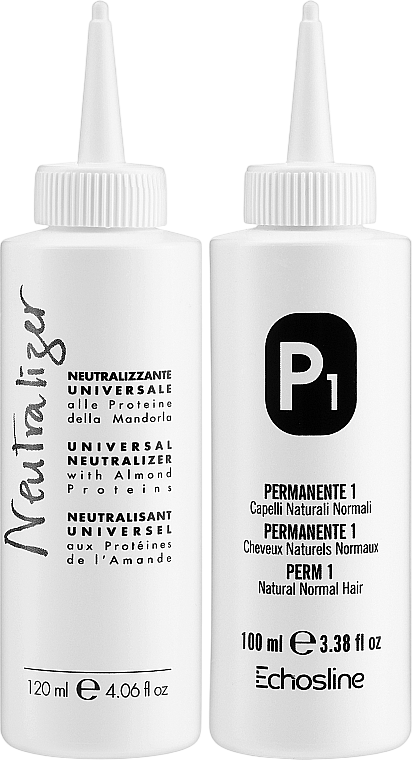 Neutralizer
NEUTRALIZZANTE
UNIVERSALE
alle Proteine
della Mandorla
UNIVERSAL
NEUTRALIZER
with Almond
Proteins
NEUTRALISANT
UNIVERSEL
aux Protéines
de l'Amande
120 ml e 4.06 fl oz
P1
PERMANENTE 1
Capelli Naturali Normali
PERMANENTE 1
Cheveux Naturels Normaux
PERM 1
Natural Normal Hair
100 ml e 3.38 fl oz
Echosline